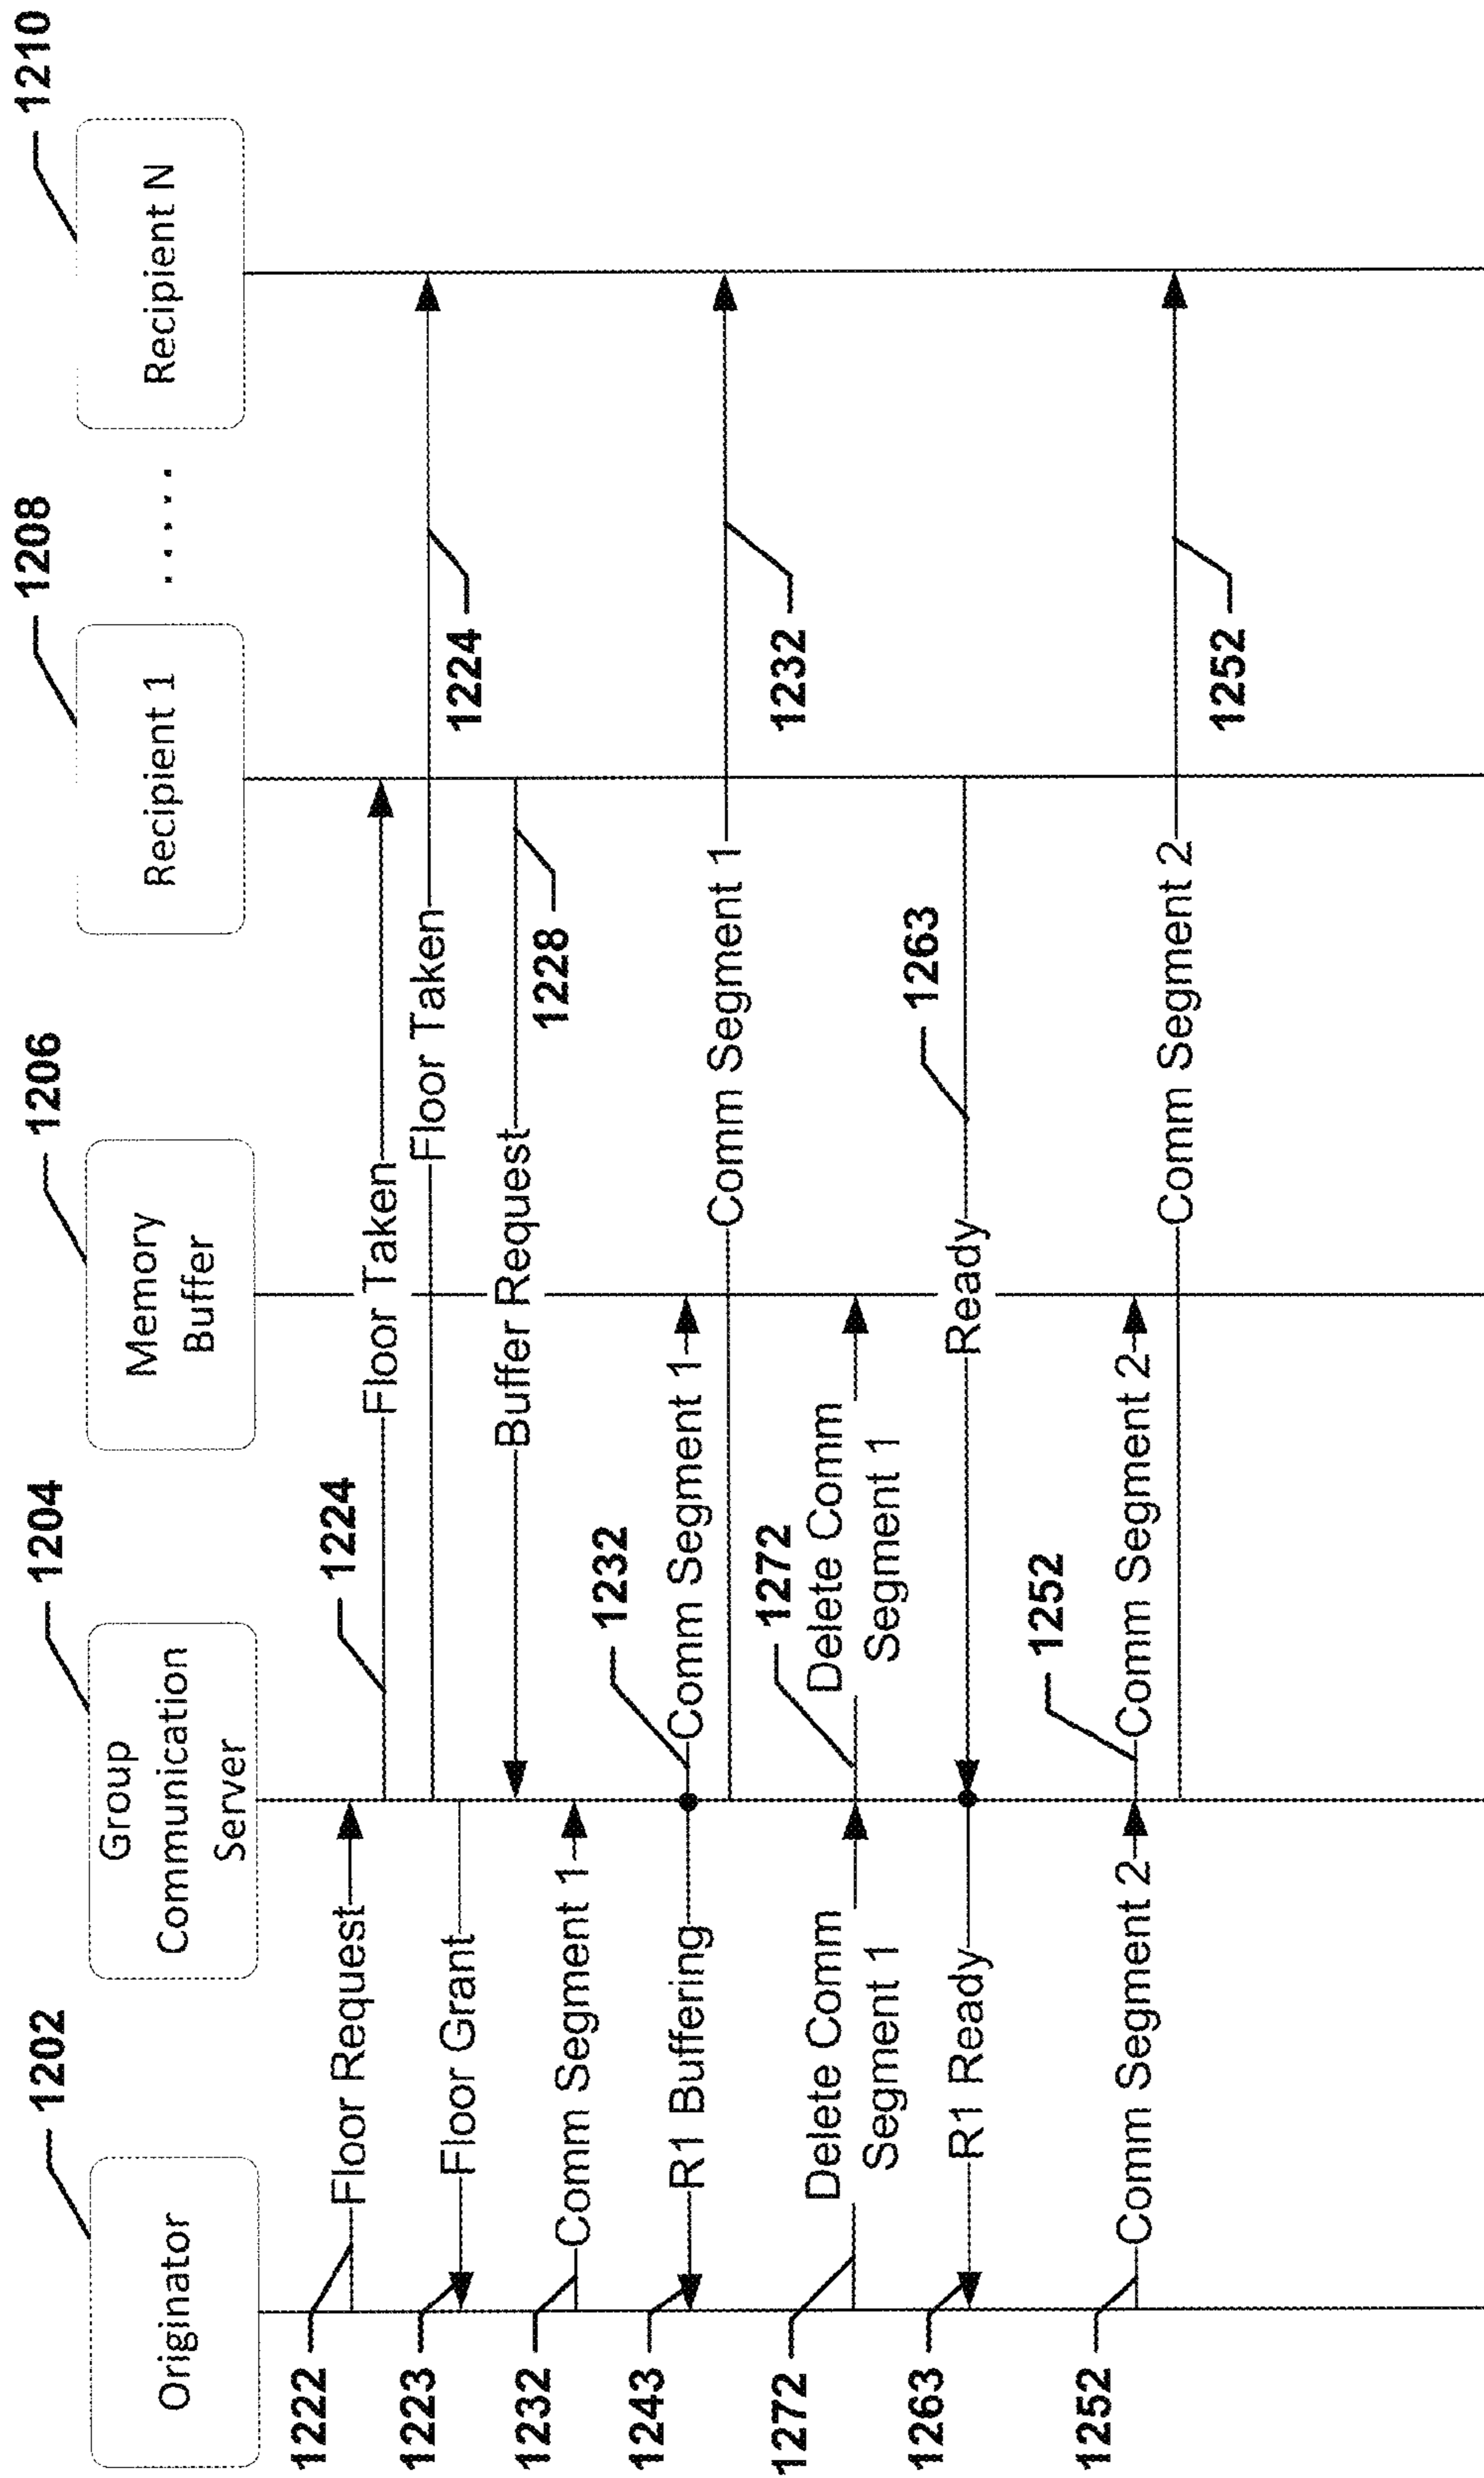 1202
1204
1206
1208
1210
Originator
Group
Communication
Server
Memory
Buffer
Recipient 1
.....
Recipient N
1222
Floor Request
1224
Floor Taken
Floor Taken
1224
1223
Floor Grant
Buffer Request
1228
1232
Comm Segment 1
1243
R1 Buffering
1232
Comm Segment 1
Comm Segment 1
1232
1272
Delete Comm
Segment 1
1272
Delete Comm
Segment 1
1263
R1 Ready
Ready
1263
1252
Comm Segment 2
1252
Comm Segment 2
Comm Segment 2
1252